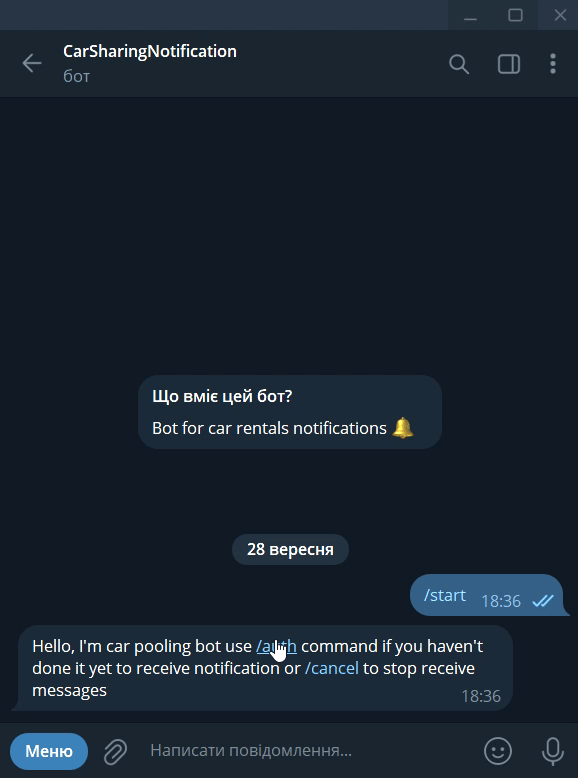 CarSharingNotification
бот
Що вміє цей бот?
Bot for car rentals notifications 🔔
28 вересня
/start 18:36
Hello, I'm car pooling bot use /auth command if you haven't
done it yet to receive notification or /cancel to stop receive
messages
18:36
Меню Написати повідомлення...